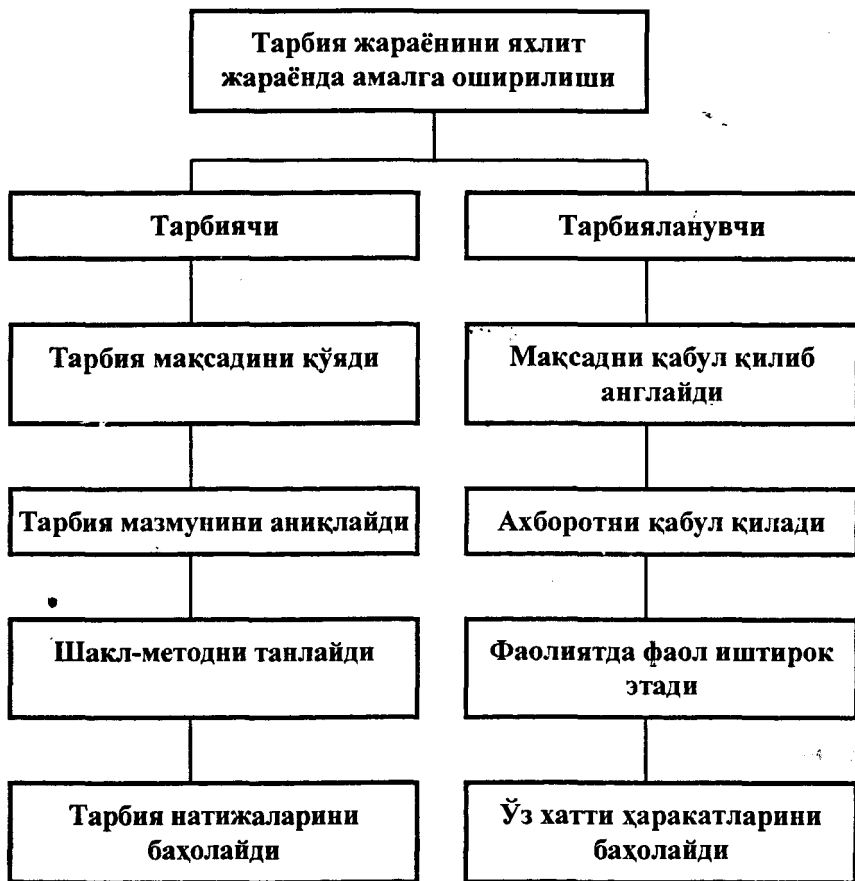 Тарбия жараёнини яхлит
жараёнда амалга оширилиши
Тарбиячи
Тарбияланувчи
Тарбия мақсадини қўяди
Мақсадни қабул қилиб
англайди
Тарбия мазмунини аниқлайди
Ахборотни қабул қилади
Шакл-методни танлайди
Фаолиятда фаол иштирок
этади
Тарбия натижаларини
баҳолайди
Ўз хатти ҳаракатларини
баҳолайди